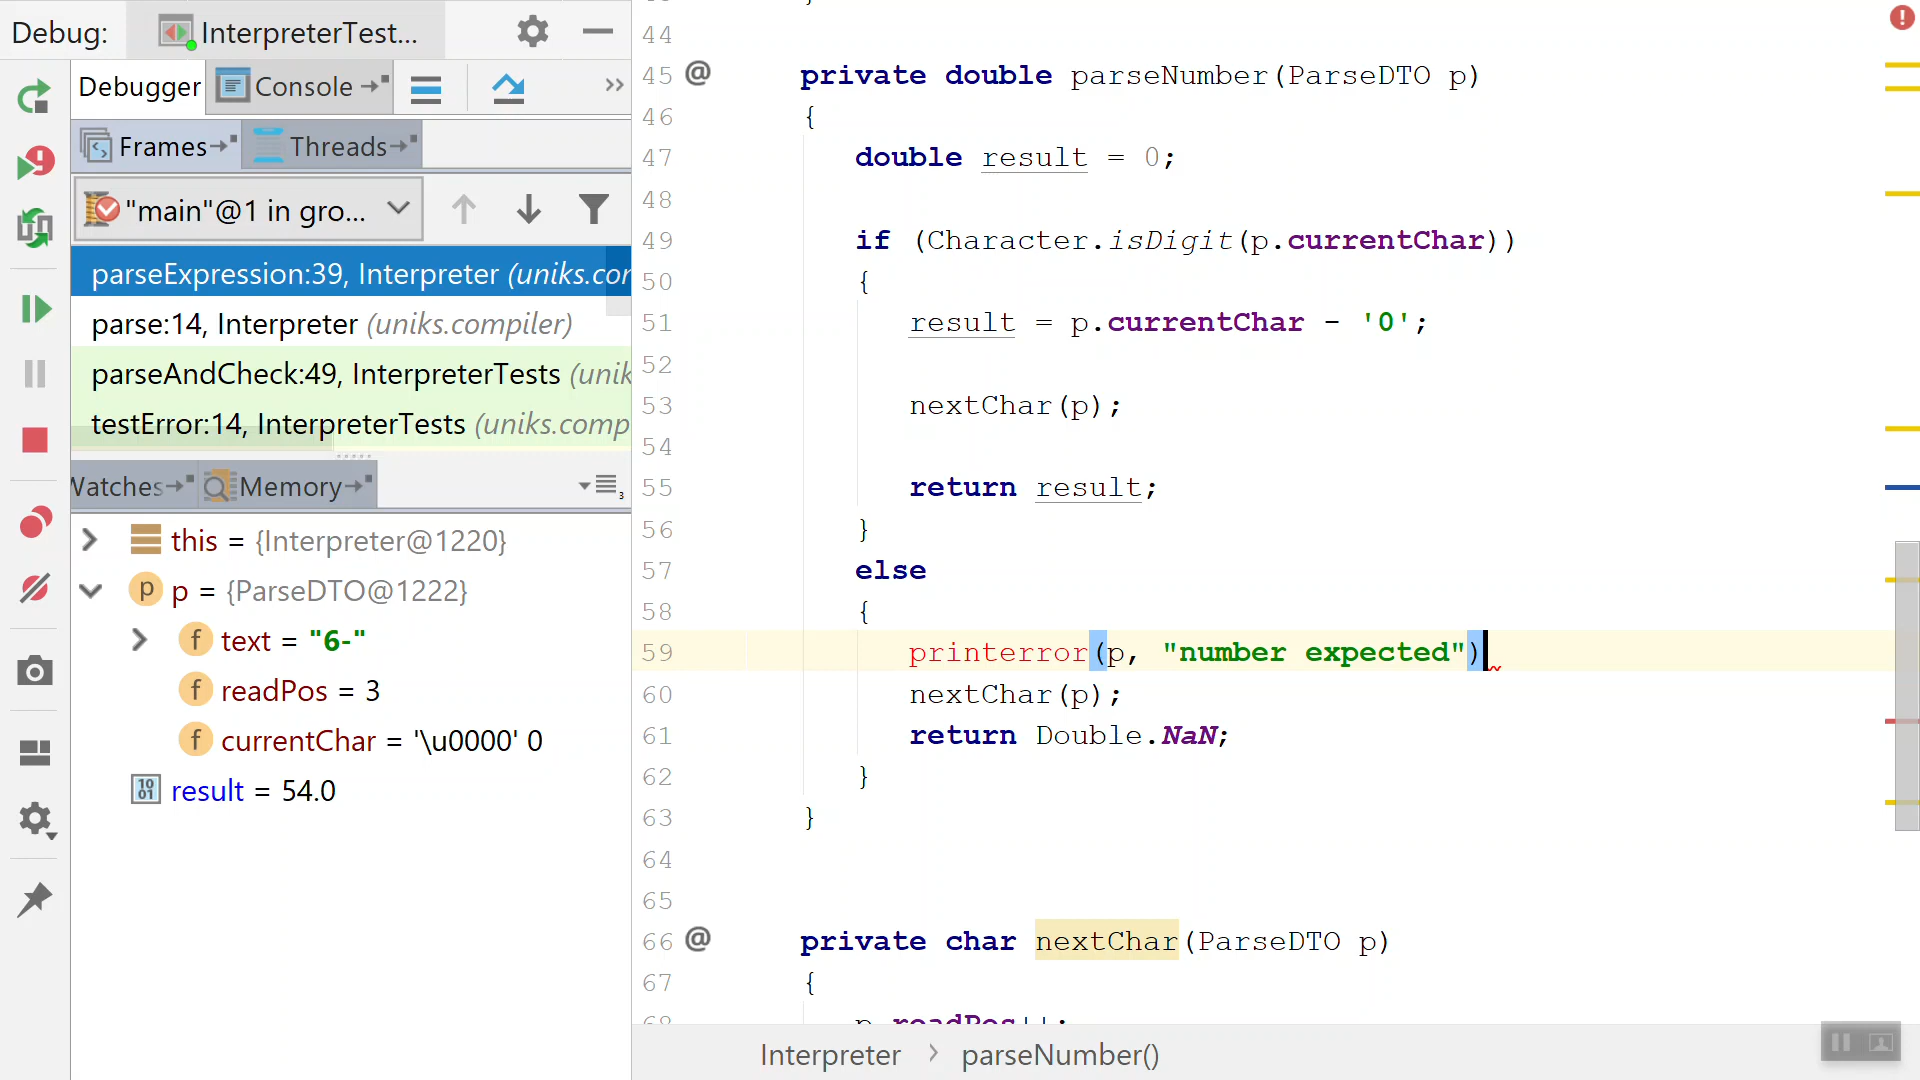 Debug: InterpreterTest...
Debugger Console
Frames Threads
"main"@1 in gro...
parseExpression:39, Interpreter (uniks.con
parse:14, Interpreter (uniks.compiler)
parseAndCheck:49, InterpreterTests (unik
testError:14, InterpreterTests (uniks.comp
Watches Memory
this = {Interpreter@1220}
p = {ParseDTO@1222}
text = "6-"
readPos = 3
currentChar = '\u0000' 0
result = 54.0
44
45 @ private double parseNumber(ParseDTO p)
46 {
47 double result = 0;
48
49 if (Character.isDigit(p.currentChar))
50 {
51 result = p.currentChar - '0';
52
53 nextChar(p);
54
55 return result;
56 }
57 else
58 {
59 printerror(p, "number expected")
60 nextChar(p);
61 return Double.NaN;
62 }
63 }
64
65
66 @ private char nextChar(ParseDTO p)
67 {
68 p.readPos++;
Interpreter > parseNumber()